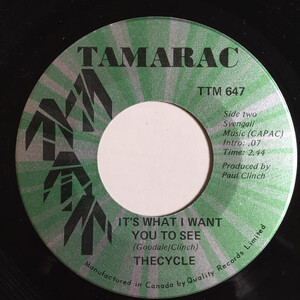 TAMARAC
TTM 647
Side two
Svengali
Music (CAPAC)
Intro: .07
Time: 2.44
Produced by
Paul Clinch
IT'S WHAT I WANT
YOU TO SEE
(Goodale/Clinch)
THECYCLE
Manufactured in Canada by Quality Records Limited